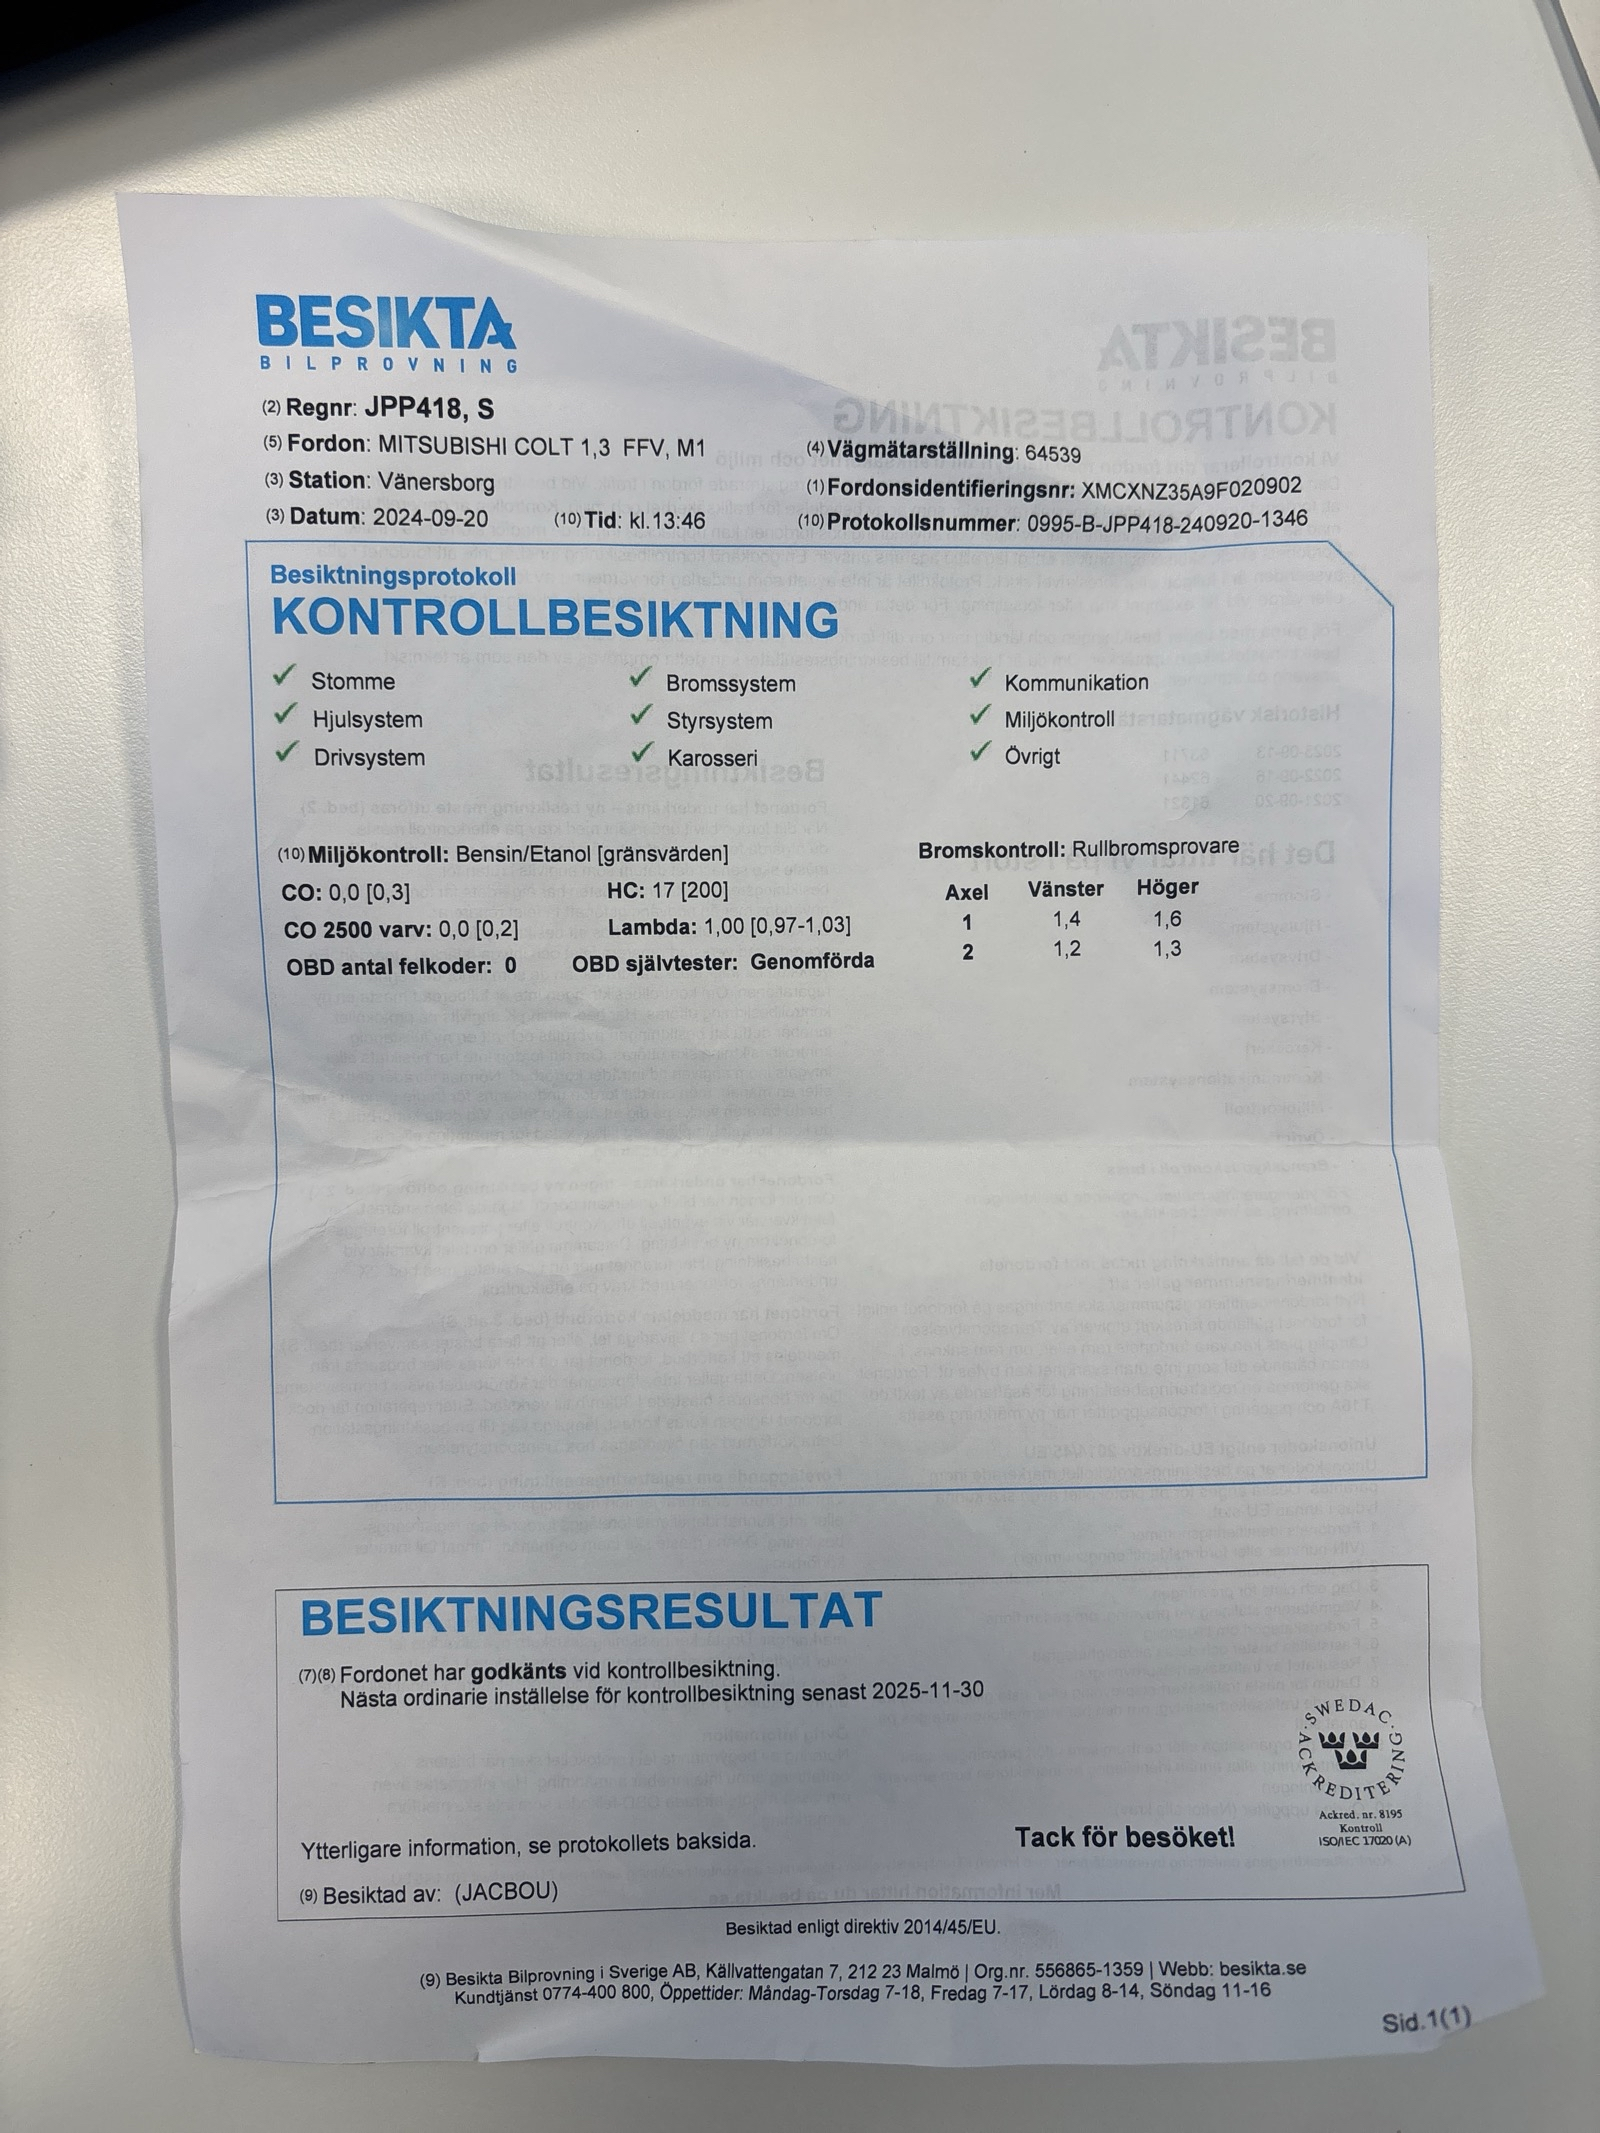 BESIKTA
BILPROVNING
(2) Regnr: JPP418, S
(5) Fordon: MITSUBISHI COLT 1,3 FFV, M1
(4) Vägmätarställning: 64539
(3) Station: Vänersborg
(1) Fordonsidentifieringsnr: XMCXNZ35A9F020902
(3) Datum: 2024-09-20 (10) Tid: kl.13:46
(10) Protokollsnummer: 0995-B-JPP418-240920-1346
Besiktningsprotokoll
KONTROLLBESIKTNING
✓ Stomme ✓ Bromssystem ✓ Kommunikation
✓ Hjulsystem ✓ Styrsystem ✓ Miljökontroll
✓ Drivsystem ✓ Karosseri ✓ Övrigt
(10) Miljökontroll: Bensin/Etanol [gränsvärden]
CO: 0,0 [0,3] HC: 17 [200]
CO 2500 varv: 0,0 [0,2] Lambda: 1,00 [0,97-1,03]
OBD antal felkoder: 0 OBD självtester: Genomförda
Bromskontroll: Rullbromsprovare
Axel Vänster Höger
1 1,4 1,6
2 1,2 1,3
BESIKTNINGSRESULTAT
(7)(8) Fordonet har godkänts vid kontrollbesiktning.
Nästa ordinarie inställelse för kontrollbesiktning senast 2025-11-30
SWEDAC ACKREDITERING
Ackred. nr. 8195
Kontroll
ISO/IEC 17020 (A)
Ytterligare information, se protokollets baksida.
Tack för besöket!
(9) Besiktad av: (JACBOU)
Besiktad enligt direktiv 2014/45/EU.
(9) Besikta Bilprovning i Sverige AB, Källvattengatan 7, 212 23 Malmö | Org.nr. 556865-1359 | Webb: besikta.se
Kundtjänst 0774-400 800, Öppettider: Måndag-Torsdag 7-18, Fredag 7-17, Lördag 8-14, Söndag 11-16
Sid.1(1)